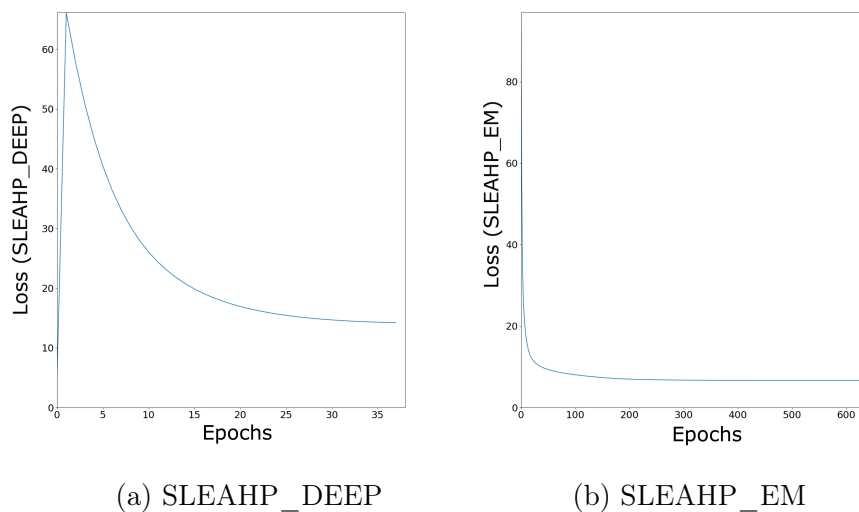 Loss (SLEAHP_DEEP)
60
50
40
30
20
10
0
0 5 10 15 20 25 30 35
Epochs
(a) SLEAHP_DEEP
Loss (SLEAHP_EM)
80
60
40
20
0
0 100 200 300 400 500 600
Epochs
(b) SLEAHP_EM